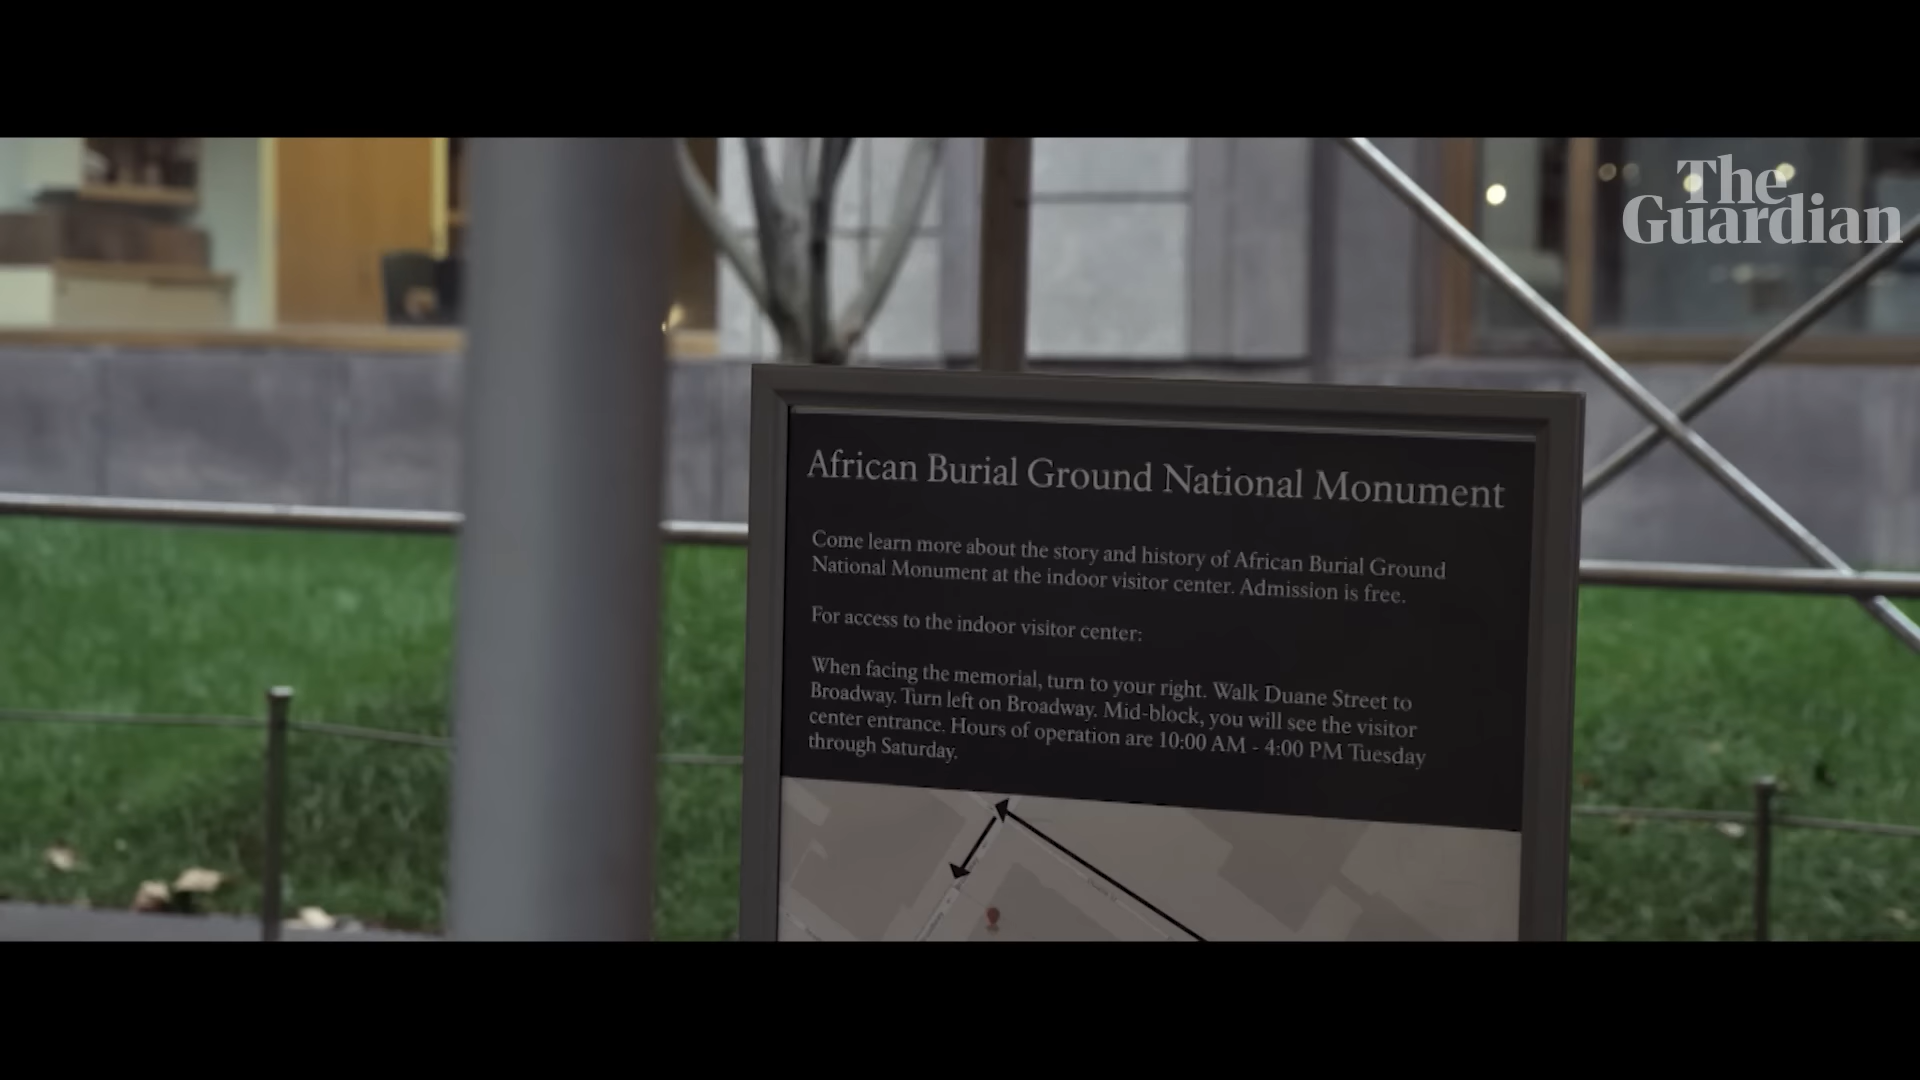 The
Guardian
African Burial Ground National Monument
Come learn more about the story and history of African Burial Ground
National Monument at the indoor visitor center. Admission is free.
For access to the indoor visitor center:
When facing the memorial, turn to your right. Walk Duane Street to
Broadway. Turn left on Broadway. Mid-block, you will see the visitor
center entrance. Hours of operation are 10:00 AM - 4:00 PM Tuesday
through Saturday.